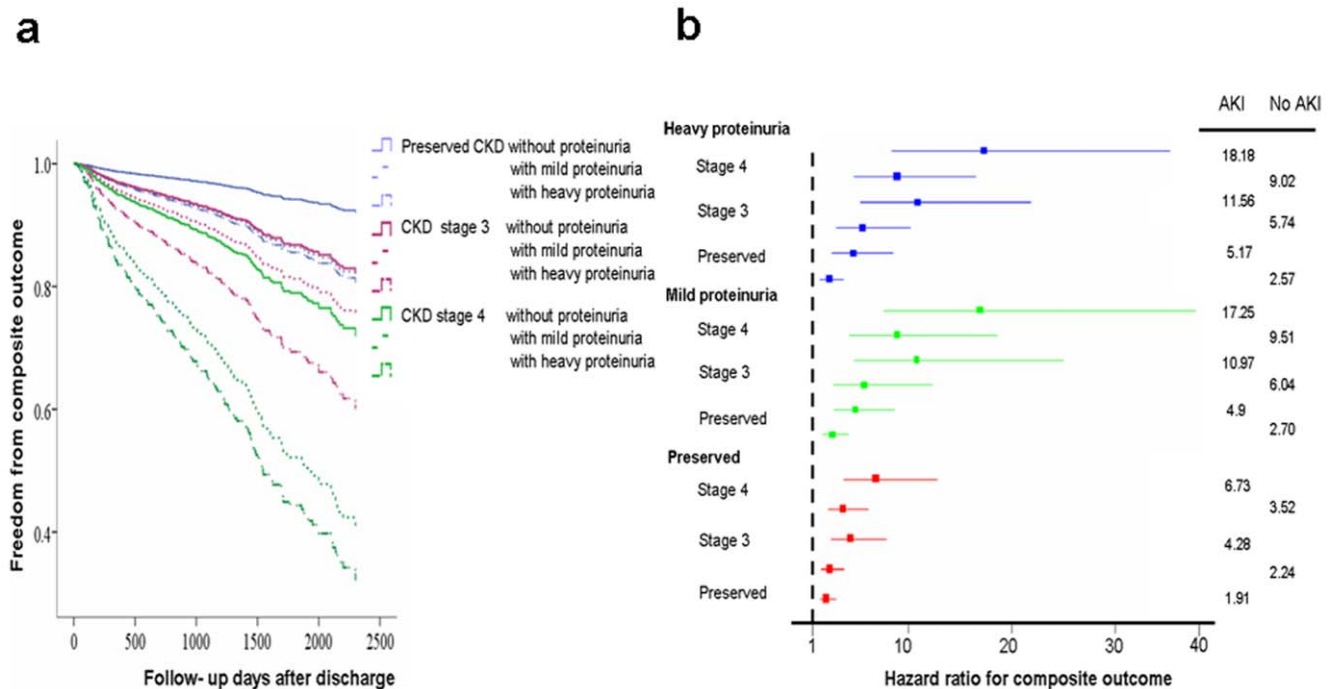 a
1.0
0.8
0.6
0.4
Freedom from composite outcome
0 500 1000 1500 2000 2500
Follow- up days after discharge
Preserved CKD without proteinuria
with mild proteinuria
with heavy proteinuria
CKD stage 3 without proteinuria
with mild proteinuria
with heavy proteinuria
CKD stage 4 without proteinuria
with mild proteinuria
with heavy proteinuria
b
AKI No AKI
Heavy proteinuria
Stage 4 18.18
9.02
Stage 3 11.56
5.74
Preserved 5.17
2.57
Mild proteinuria
17.25
Stage 4 9.51
Stage 3 10.97
6.04
Preserved 4.9
2.70
Preserved
Stage 4 6.73
3.52
Stage 3 4.28
2.24
Preserved 1.91
1 10 20 30 40
Hazard ratio for composite outcome